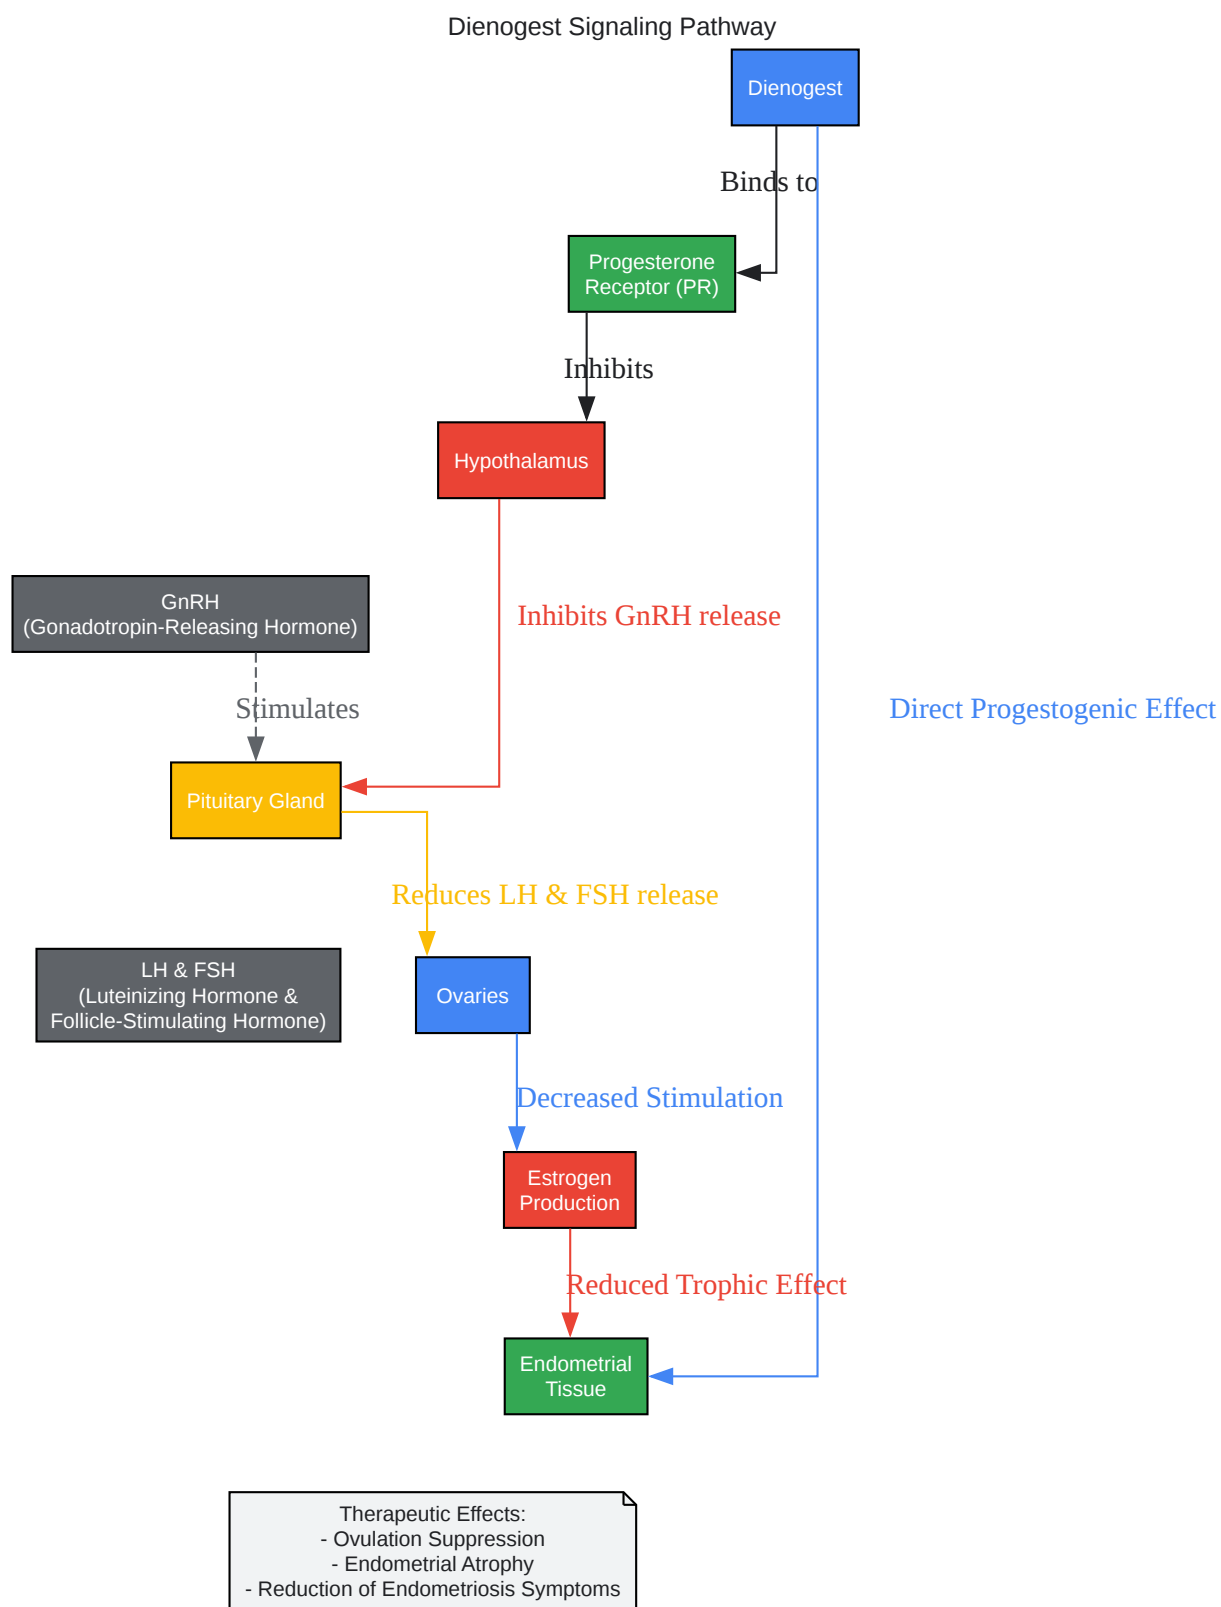 Dienogest Signaling Pathway
Dienogest
Binds to
Progesterone
Receptor (PR)
Inhibits
Hypothalamus
GnRH
(Gonadotropin-Releasing Hormone)
Inhibits GnRH release
Stimulates
Direct Progestogenic Effect
Pituitary Gland
Reduces LH & FSH release
LH & FSH
(Luteinizing Hormone &
Follicle-Stimulating Hormone)
Ovaries
Decreased Stimulation
Estrogen
Production
Reduced Trophic Effect
Endometrial
Tissue
Therapeutic Effects:
- Ovulation Suppression
- Endometrial Atrophy
- Reduction of Endometriosis Symptoms